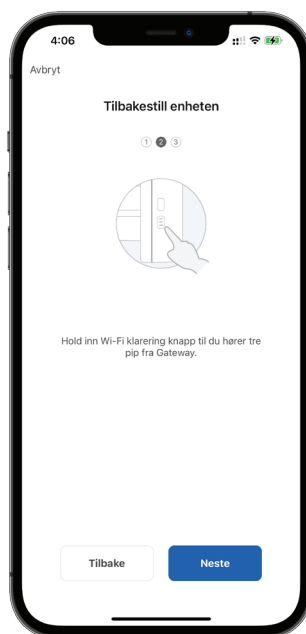 4:06
Avbryt
Tilbakestill enheten
1 2 3
Hold inn Wi-Fi klarering knapp til du hører tre
pip fra Gateway.
Tilbake Neste